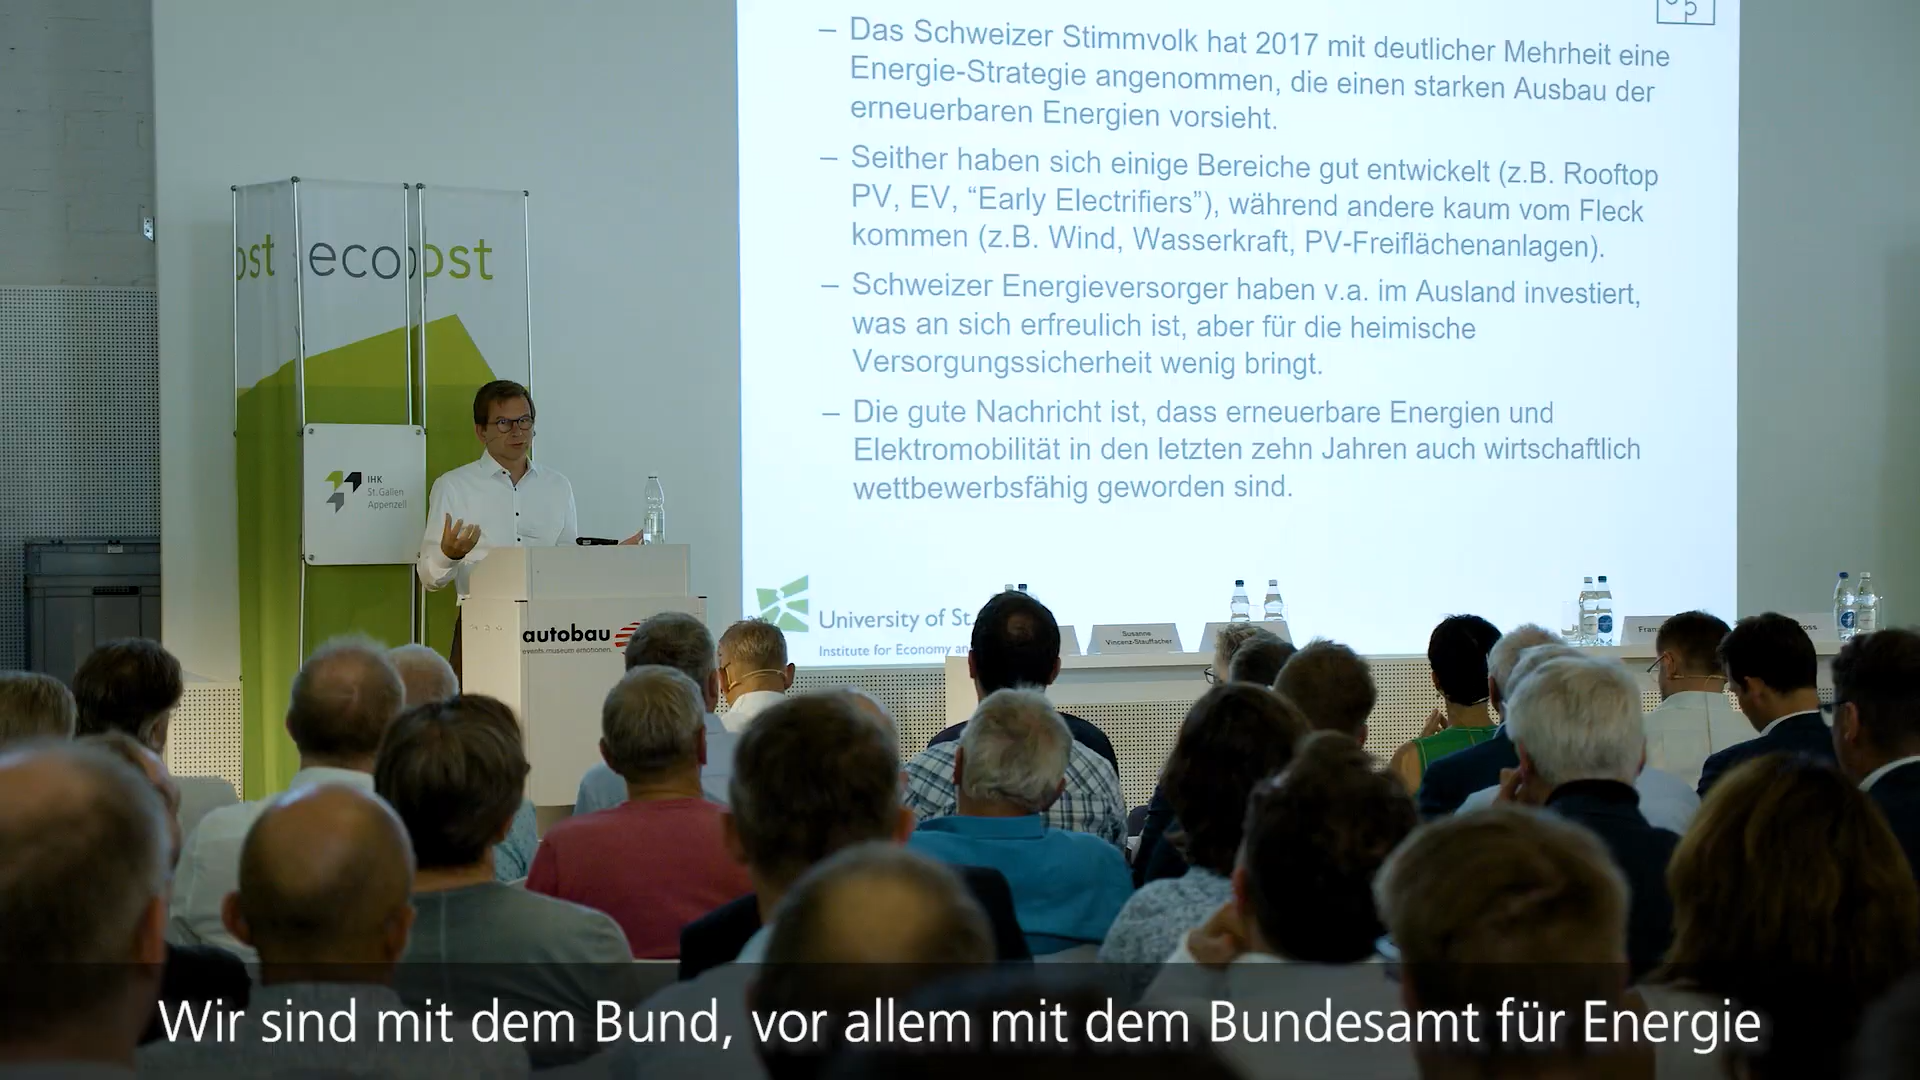 – Das Schweizer Stimmvolk hat 2017 mit deutlicher Mehrheit eine
Energie-Strategie angenommen, die einen starken Ausbau der
erneuerbaren Energien vorsieht.
– Seither haben sich einige Bereiche gut entwickelt (z.B. Rooftop
PV, EV, “Early Electrifiers”), während andere kaum vom Fleck
kommen (z.B. Wind, Wasserkraft, PV-Freiflächenanlagen).
– Schweizer Energieversorger haben v.a. im Ausland investiert,
was an sich erfreulich ist, aber für die heimische
Versorgungssicherheit wenig bringt.
– Die gute Nachricht ist, dass erneuerbare Energien und
Elektromobilität in den letzten zehn Jahren auch wirtschaftlich
wettbewerbsfähig geworden sind.
University of St.
Institute for Economy an
ost ecoo ost
IHK
St.Gallen
Appenzell
autobau
events.museum emotionen.
Susanne
Vincenz-Stauffacher
Wir sind mit dem Bund, vor allem mit dem Bundesamt für Energie